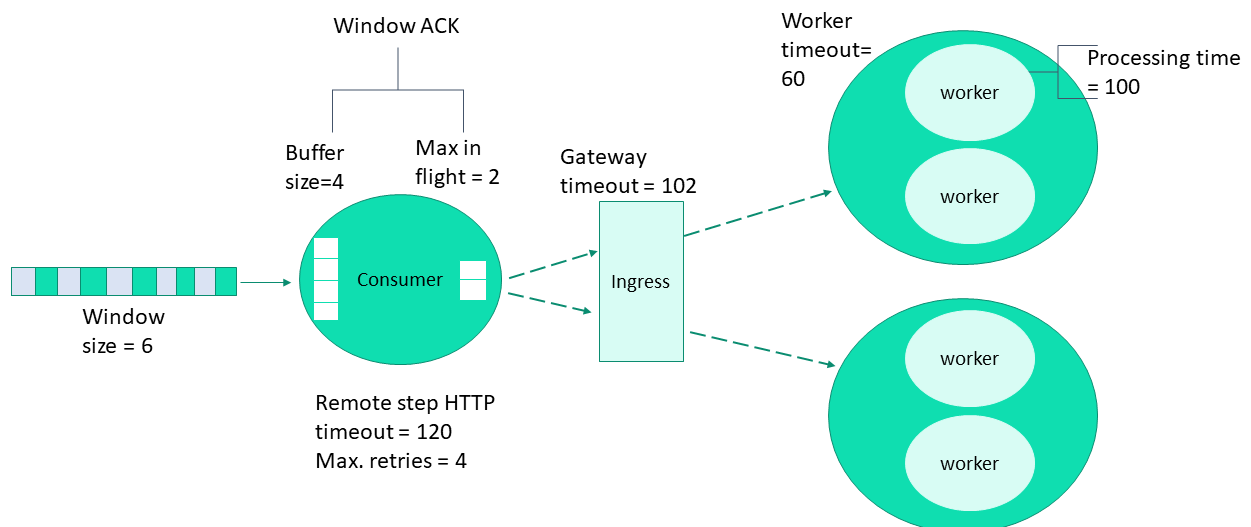 Window ACK
Buffer
size=4
Max in
flight = 2
Window
size = 6
Consumer
Remote step HTTP
timeout = 120
Max. retries = 4
Gateway
timeout = 102
Ingress
Worker
timeout=
60
worker
Processing time
= 100
worker
worker
worker